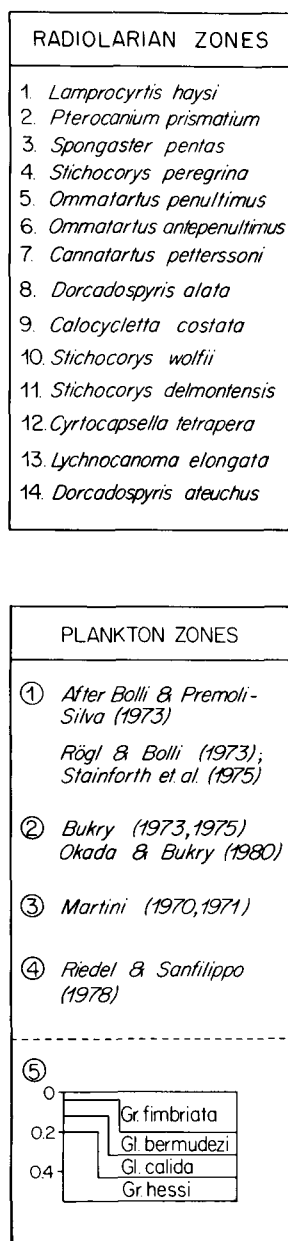 RADIOLARIAN ZONES
1. Lamprocyrtis haysi
2. Pterocanium prismatium
3. Spongaster pentas
4. Stichocorys peregrina
5. Ommatartus penultimus
6. Ommatartus antepenultimus
7. Cannatartus petterssoni
8. Dorcadospyris alata
9. Calocycletta costata
10. Stichocorys wolfii
11. Stichocorys delmontensis
12. Cyrtocapsella tetrapera
13. Lychnocanoma elongata
14. Dorcadospyris ateuchus
PLANKTON ZONES
① After Bolli & Premoli-
Silva (1973)
Rögl & Bolli (1973);
Stainforth et. al. (1975)
② Bukry (1973,1975)
Okada & Bukry (1980)
③ Martini (1970,1971)
④ Riedel & Sanfilippo
(1978)
⑤
0
Gr. fimbriata
0.2
Gl. bermudezi
Gl. calida
0.4
Gr. hessi